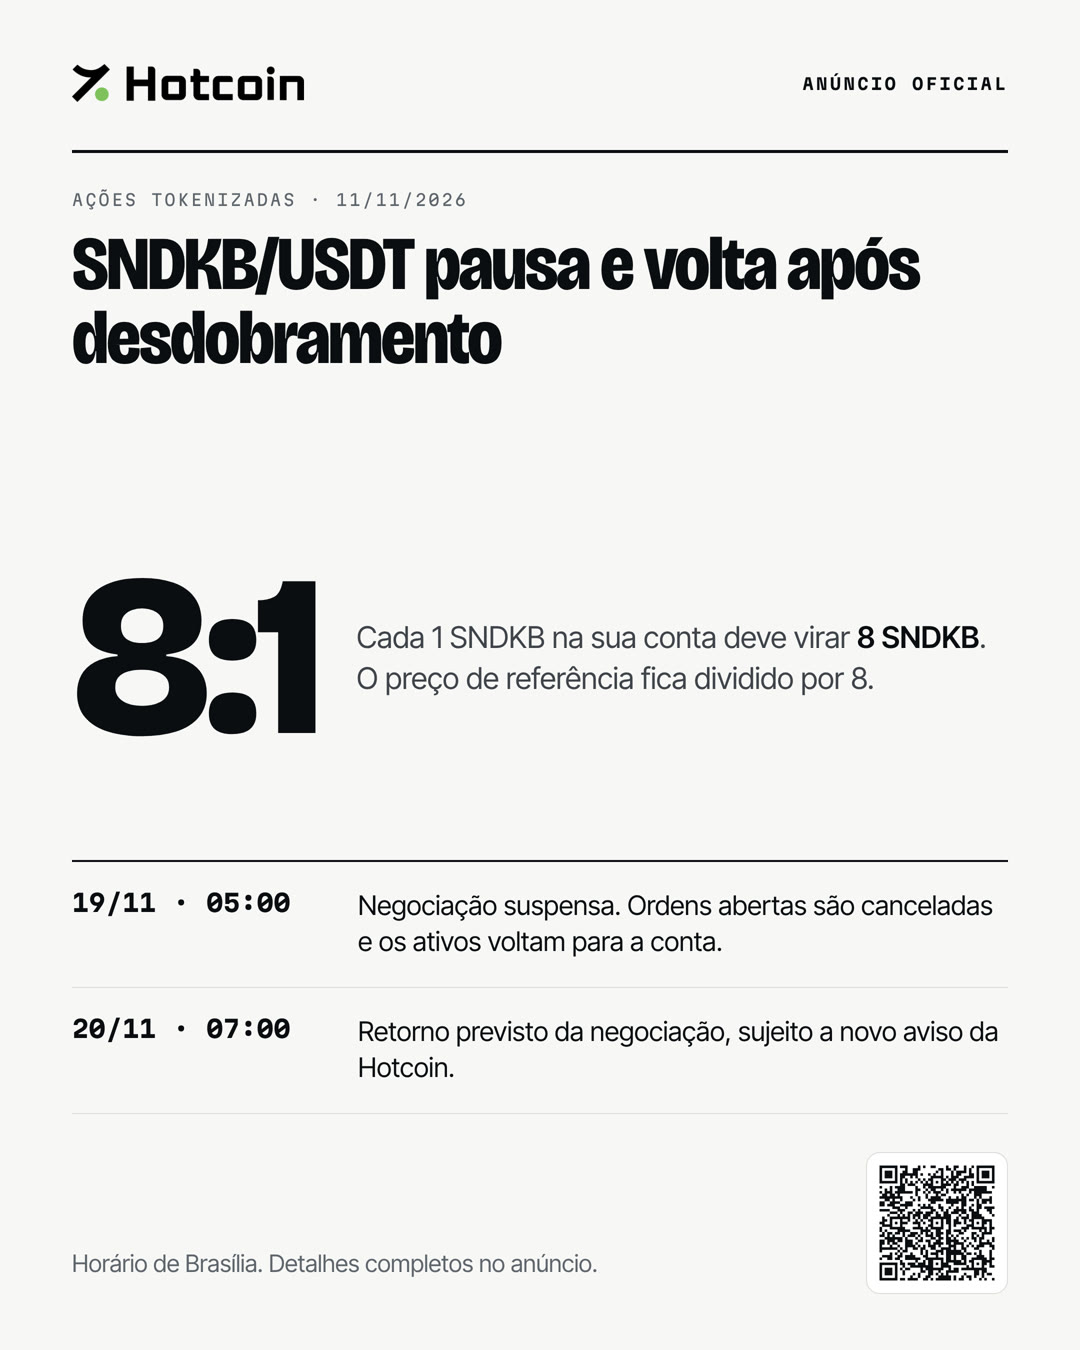 Hotcoin
ANÚNCIO OFICIAL
AÇÕES TOKENIZADAS · 11/11/2026
SNDKB/USDT pausa e volta após
desdobramento
8:1
Cada 1 SNDKB na sua conta deve virar 8 SNDKB.
O preço de referência fica dividido por 8.
19/11 · 05:00
Negociação suspensa. Ordens abertas são canceladas
e os ativos voltam para a conta.
20/11 · 07:00
Retorno previsto da negociação, sujeito a novo aviso da
Hotcoin.
Horário de Brasília. Detalhes completos no anúncio.